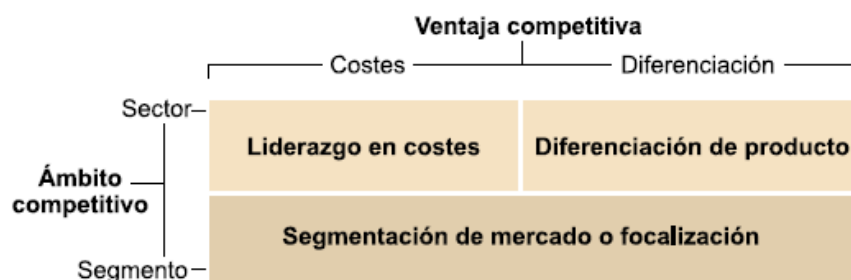 Ventaja competitiva
Costes
Diferenciación
Sector
Liderazgo en costes
Diferenciación de producto
Ámbito
competitivo
Segmentación de mercado o focalización
Segmento